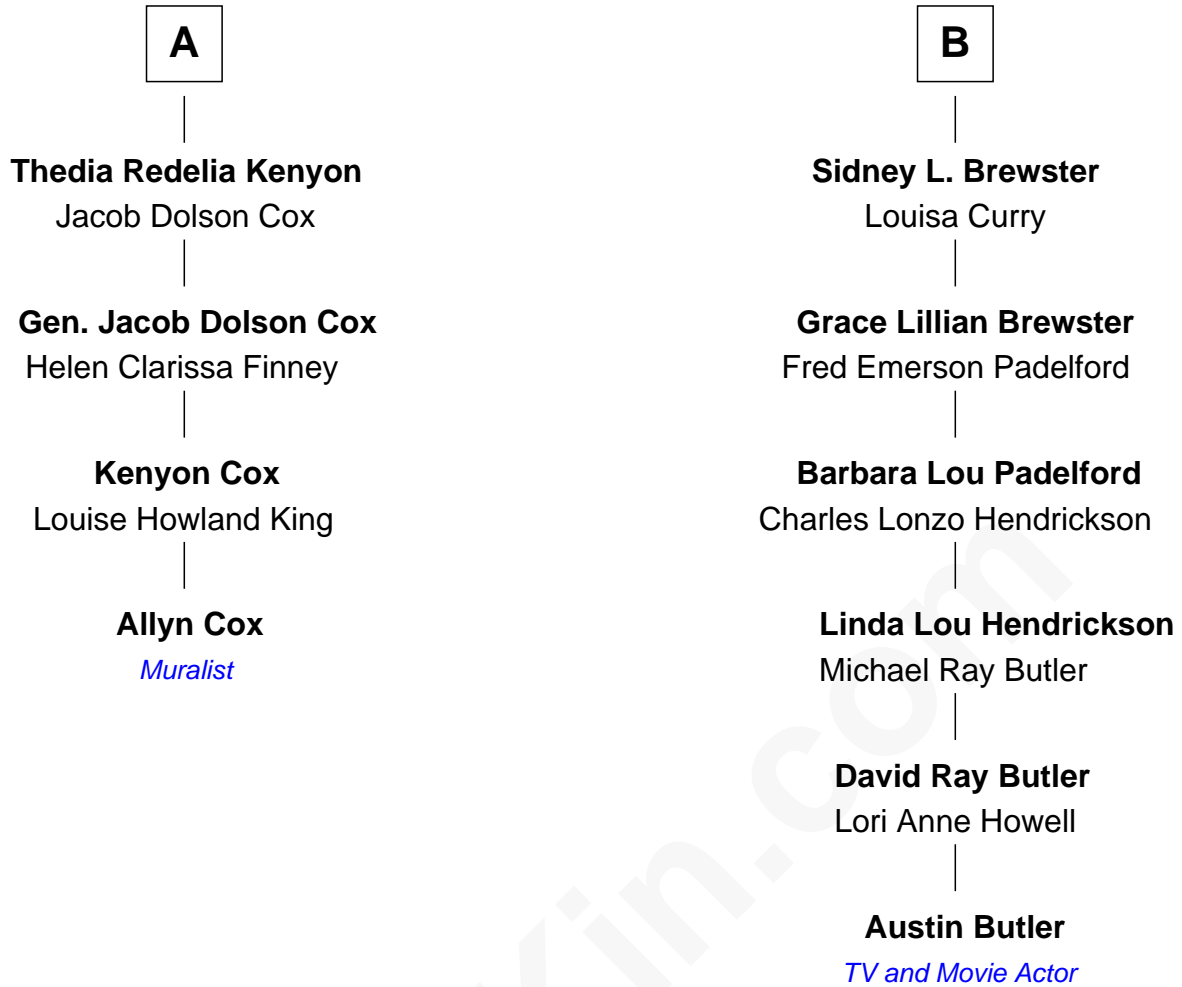 A
Thedia Redelia Kenyon
Jacob Dolson Cox
Gen. Jacob Dolson Cox
Helen Clarissa Finney
Kenyon Cox
Louise Howland King
Allyn Cox
Muralist
B
Sidney L. Brewster
Louisa Curry
Grace Lillian Brewster
Fred Emerson Padelford
Barbara Lou Padelford
Charles Lonzo Hendrickson
Linda Lou Hendrickson
Michael Ray Butler
David Ray Butler
Lori Anne Howell
Austin Butler
TV and Movie Actor
Kin.com